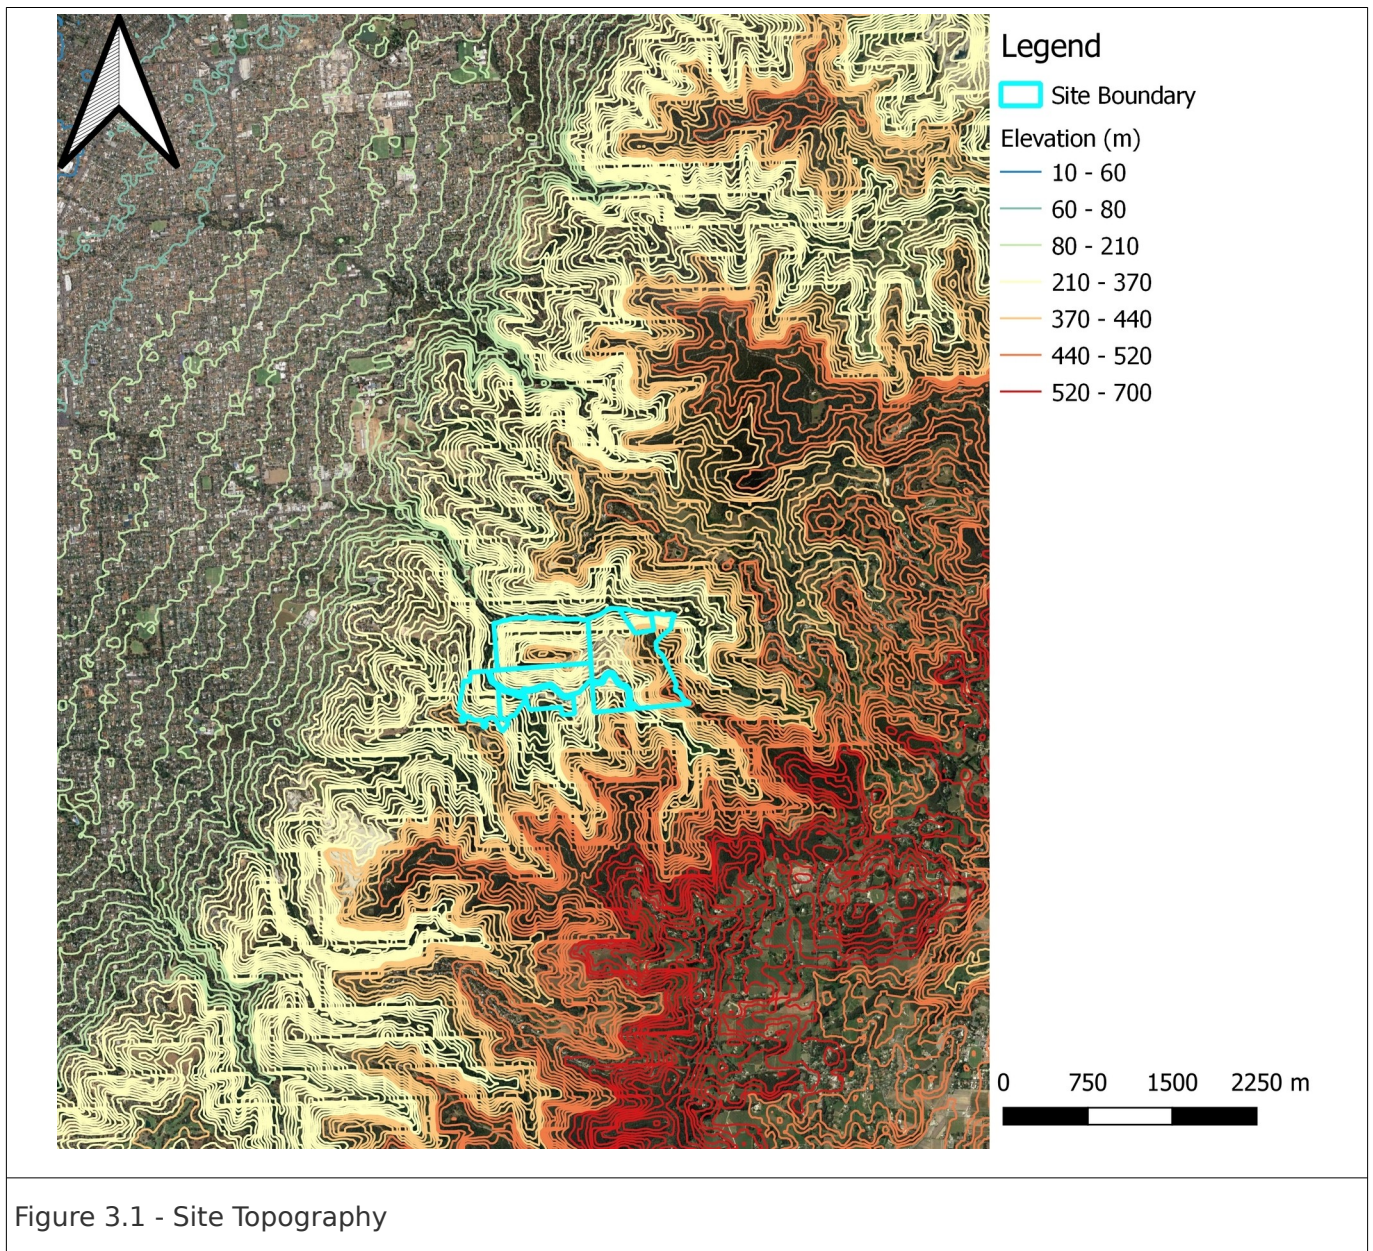 Legend
Site Boundary
Elevation (m)
10 - 60
60 - 80
80 - 210
210 - 370
370 - 440
440 - 520
520 - 700
0 750 1500 2250 m
Figure 3.1 - Site Topography